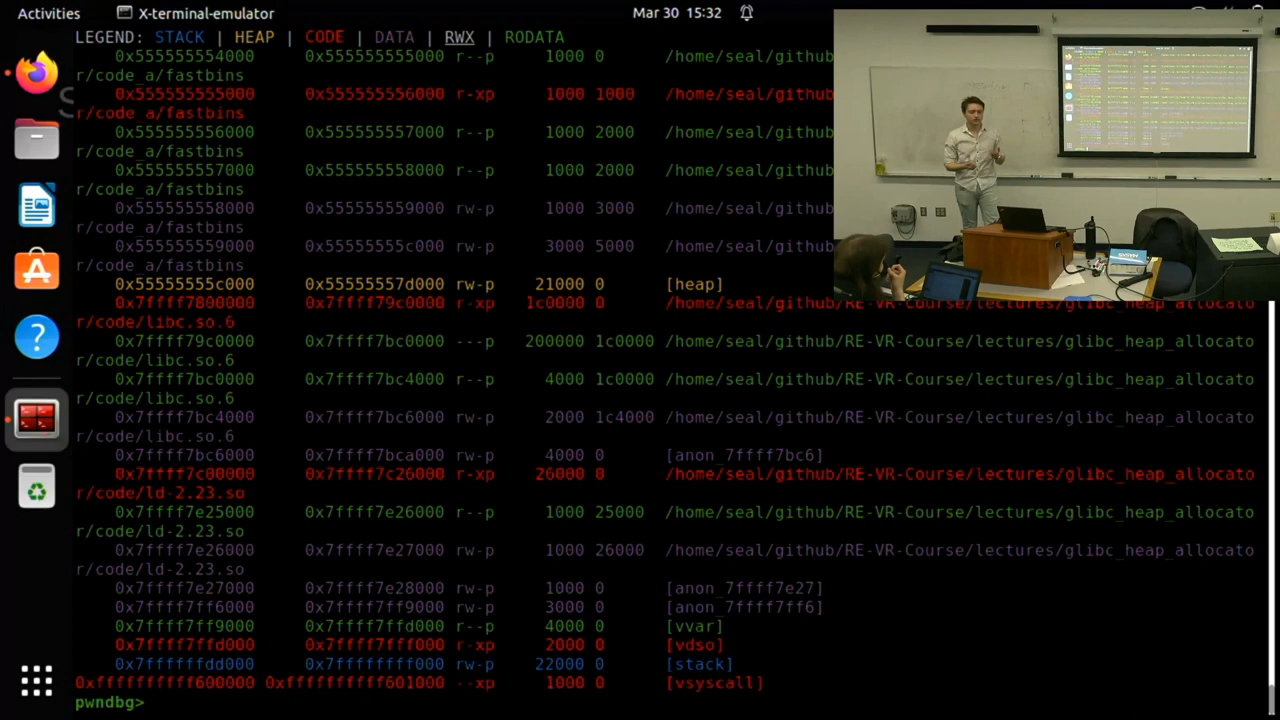 Activities X-terminal-emulator Mar 30 15:32
LEGEND: STACK | HEAP | CODE | DATA | RWX | RODATA
0x555555554000 0x555555555000 r--p 1000 0 /home/seal/github
r/code_a/fastbins
0x555555555000 0x555555556000 r-xp 1000 1000 /home/seal/github
r/code_a/fastbins
0x555555556000 0x555555557000 r--p 1000 2000 /home/seal/github
r/code_a/fastbins
0x555555557000 0x555555558000 r--p 1000 2000 /home/seal/github
r/code_a/fastbins
0x555555558000 0x555555559000 rw-p 1000 3000 /home/seal/github
r/code_a/fastbins
0x555555559000 0x55555555c000 rw-p 3000 5000 /home/seal/github
r/code_a/fastbins
0x55555555c000 0x55555557d000 rw-p 21000 0 [heap]
0x7ffff7800000 0x7ffff79c0000 r-xp 1c0000 0 /home/seal/github/RE-VR-Course/lectures/glibc_heap_allocato
r/code/libc.so.6
0x7ffff79c0000 0x7ffff7bc0000 ---p 200000 1c0000 /home/seal/github/RE-VR-Course/lectures/glibc_heap_allocato
r/code/libc.so.6
0x7ffff7bc0000 0x7ffff7bc4000 r--p 4000 1c0000 /home/seal/github/RE-VR-Course/lectures/glibc_heap_allocato
r/code/libc.so.6
0x7ffff7bc4000 0x7ffff7bc6000 rw-p 2000 1c4000 /home/seal/github/RE-VR-Course/lectures/glibc_heap_allocato
r/code/libc.so.6
0x7ffff7bc6000 0x7ffff7bca000 rw-p 4000 0 [anon_7ffff7bc6]
0x7ffff7c00000 0x7ffff7c26000 r-xp 26000 0 /home/seal/github/RE-VR-Course/lectures/glibc_heap_allocato
r/code/ld-2.23.so
0x7ffff7e25000 0x7ffff7e26000 r--p 1000 25000 /home/seal/github/RE-VR-Course/lectures/glibc_heap_allocato
r/code/ld-2.23.so
0x7ffff7e26000 0x7ffff7e27000 rw-p 1000 26000 /home/seal/github/RE-VR-Course/lectures/glibc_heap_allocato
r/code/ld-2.23.so
0x7ffff7e27000 0x7ffff7e28000 rw-p 1000 0 [anon_7ffff7e27]
0x7ffff7ff6000 0x7ffff7ff9000 rw-p 3000 0 [anon_7ffff7ff6]
0x7ffff7ff9000 0x7ffff7ffd000 r--p 4000 0 [vvar]
0x7ffff7ffd000 0x7ffff7fff000 r-xp 2000 0 [vdso]
0x7ffffffdd000 0x7ffffffff000 rw-p 22000 0 [stack]
0xffffffffff600000 0xffffffffff601000 --xp 1000 0 [vsyscall]
pwndbg>